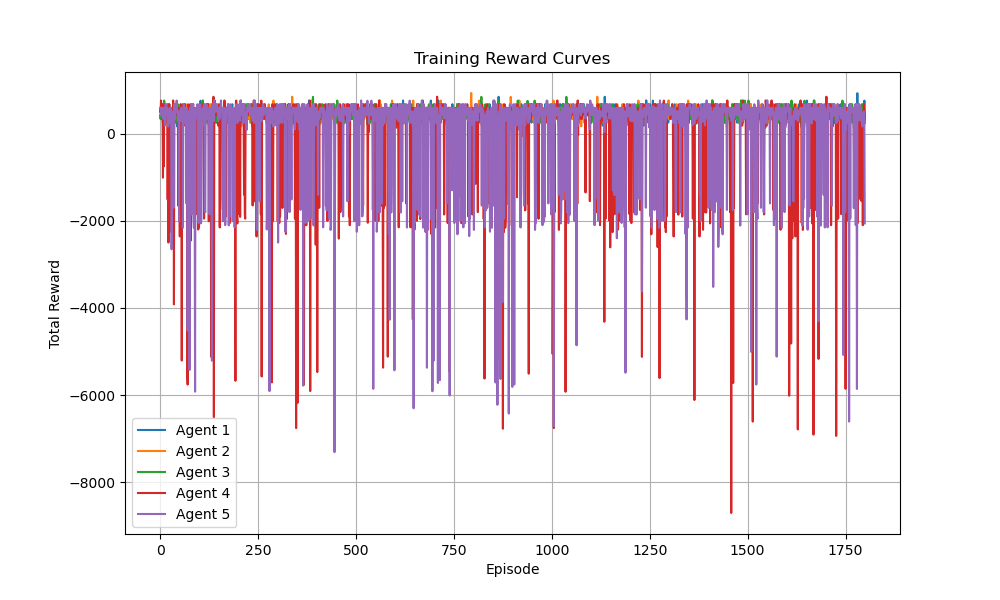 Training Reward Curves
Total Reward
0
−2000
−4000
−6000
−8000
Agent 1
Agent 2
Agent 3
Agent 4
Agent 5
0 250 500 750 1000 1250 1500 1750
Episode